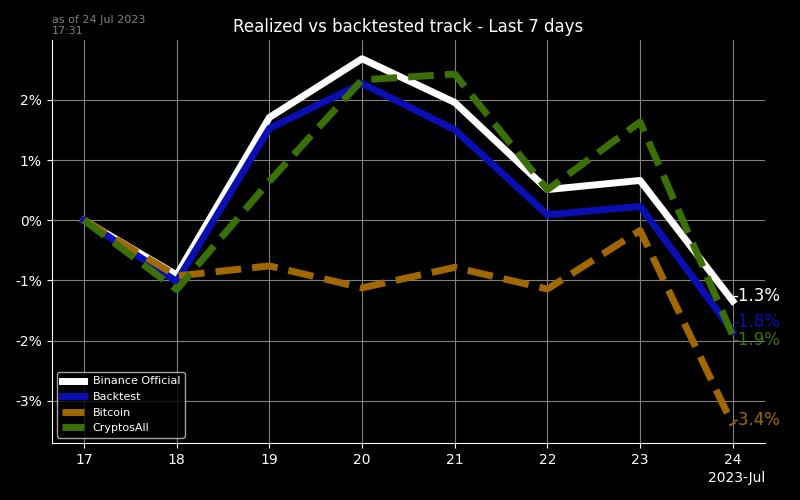 as of 24 Jul 2023
17:31
Realized vs backtested track - Last 7 days
2%
1%
0%
-1%
-2%
-3%
-1.3%
-1.8%
-1.9%
-3.4%
Binance Official
Backtest
Bitcoin
CryptosAll
17 18 19 20 21 22 23 24
2023-Jul